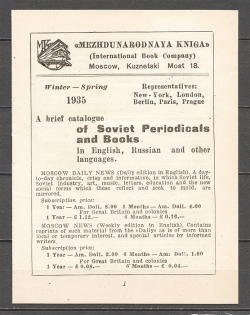 «MEZHDUNARODNAYA KNIGA»
(International Book Company)
Moscow, Kuznetski Most 18.
Winter — Spring
1935
Representatives:
New-York, London,
Berlin, Paris, Prague
A brief catalogue
of Soviet Periodicals
and Books
in English, Russian and other
languages.
MOSCOW DAILY NEWS (Daily edition in English). A day-
to-day chronicle, crisp and informative, in which Soviet life,
Soviet industry, art, music, letters, education and the new
social forms which these reflect and seek to mold, are
mirrored.
Subscription price:
1 Year — Am. Doll. 8.00 6 Months — Am. Doll. 4.00
For Great Britain and colonies
1 Year — £ 1.12.— 6 Months — £ 0.16.—
MOSCOW NEWS (Weekly edition in English). Contains
reprints of such material from the «Daily» as is of more than
local or temporary interest, and special articles by informed
writers.
Subscription price:
1 Year — Am. Doll. 2.00 6 Months — Am. Dol. 1.00
For Great Britain and colonies
1 Year — £ 0.08.— 6 Months — £ 0.04.—
1